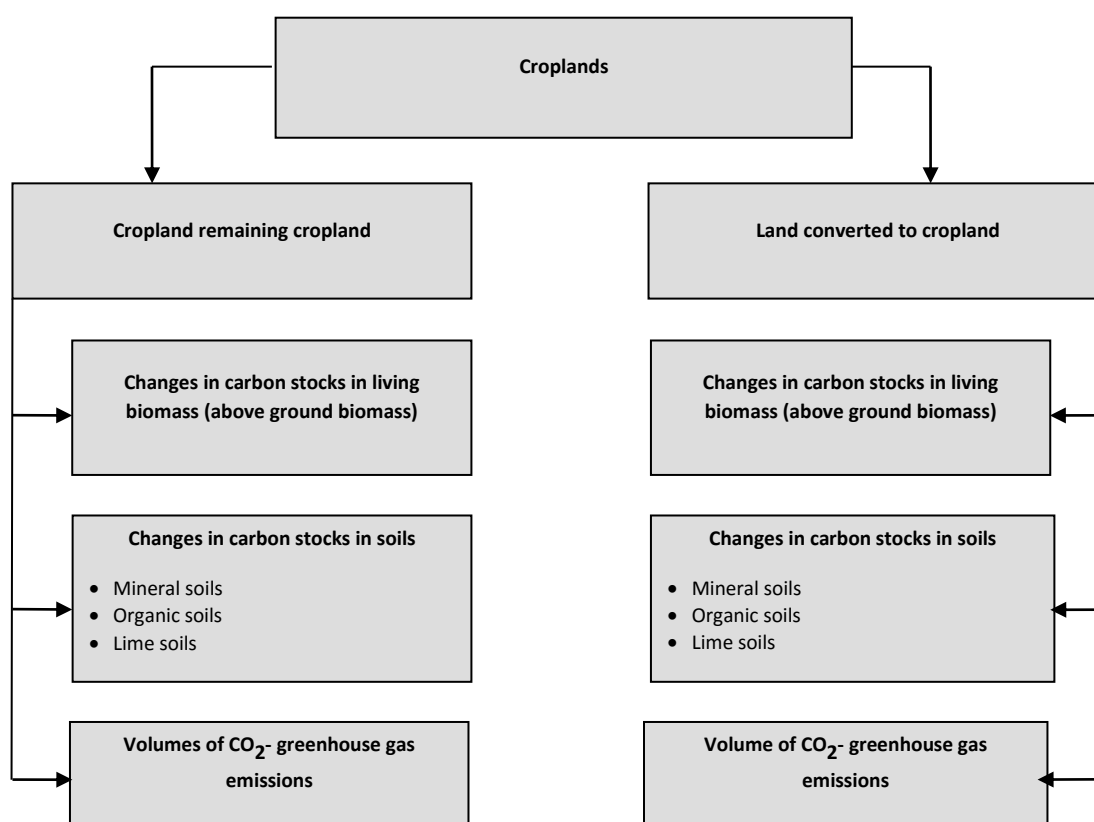 Croplands
Cropland remaining cropland
Land converted to cropland
Changes in carbon stocks in living
biomass (above ground biomass)
Changes in carbon stocks in living
biomass (above ground biomass)
Changes in carbon stocks in soils
• Mineral soils
• Organic soils
• Lime soils
Changes in carbon stocks in soils
• Mineral soils
• Organic soils
• Lime soils
Volumes of CO2- greenhouse gas
emissions
Volume of CO2- greenhouse gas
emissions